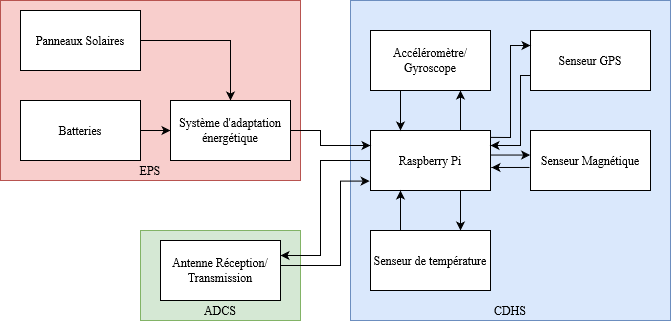 Panneaux Solaires
Batteries
Système d'adaptation
énergétique
EPS
Accéléromètre/
Gyroscope
Senseur GPS
Raspberry Pi
Senseur Magnétique
Senseur de température
CDHS
Antenne Réception/
Transmission
ADCS